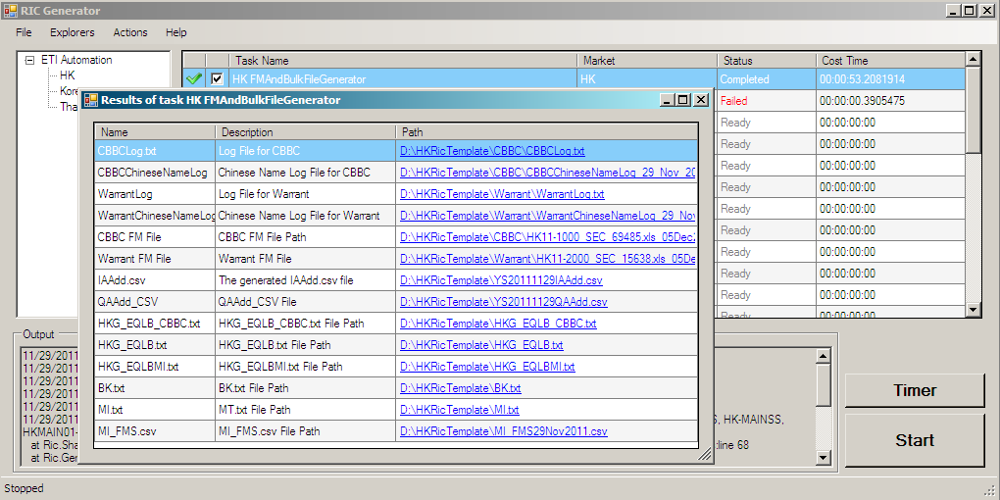 RIC Generator
File Explorers Actions Help
ETI Automation
HK
Task Name Market Status Cost Time
HK FMAndBulkFileGenerator HK Completed 00:00:53.2081914
Failed 00:00:00.3905475
Ready 00:00:00:00
Ready 00:00:00:00
Ready 00:00:00:00
Ready 00:00:00:00
Ready 00:00:00:00
Ready 00:00:00:00
Ready 00:00:00:00
Ready 00:00:00:00
Ready 00:00:00:00
Ready 00:00:00:00
Results of task HK FMAndBulkFileGenerator
Name Description Path
CBBCLog.txt Log File for CBBC D:\HKRicTemplate\CBBC\CBBCLog.txt
CBBCChineseNameLog Chinese Name Log File for CBBC D:\HKRicTemplate\CBBC\CBBCChineseNameLog_29_Nov_20
WarrantLog Log File for Warrant D:\HKRicTemplate\Warrant\WarrantLog.txt
WarrantChineseNameLog Chinese Name Log File for Warrant D:\HKRicTemplate\Warrant\WarrantChineseNameLog_29_Nov
CBBC FM File CBBC FM File Path D:\HKRicTemplate\CBBC\HK11-1000_SEC_69485.xls_05Dec2
Warrant FM File Warrant FM File D:\HKRicTemplate\Warrant\HK11-2000_SEC_15638.xls_05De
IAAdd.csv The generated IAAdd.csv file D:\HKRicTemplate\YS20111129IAAdd.csv
QAAdd_CSV QAAdd_CSV File D:\HKRicTemplate\YS20111129QAAdd.csv
HKG_EQLB_CBBC.txt HKG_EQLB_CBBC.txt File Path D:\HKRicTemplate\HKG_EQLB_CBBC.txt
HKG_EQLB.txt HKG_EQLB.txt File Path D:\HKRicTemplate\HKG_EQLB.txt
HKG_EQLBMI.txt HKG_EQLBMI.txt File Path D:\HKRicTemplate\HKG_EQLBMI.txt
BK.txt BK.txt File Path D:\HKRicTemplate\BK.txt
MI.txt MT.txt File Path D:\HKRicTemplate\MI.txt
MI_FMS.csv MI_FMS.csv File Path D:\HKRicTemplate\MI_FMS29Nov2011.csv
Output
11/29/2011
11/29/2011
11/29/2011
11/29/2011
11/29/2011
11/29/2011
HKMAIN01- S, HK-MAINSS,
at Ric.Sha
at Ric.Ger line 68
Timer
Start
Stopped